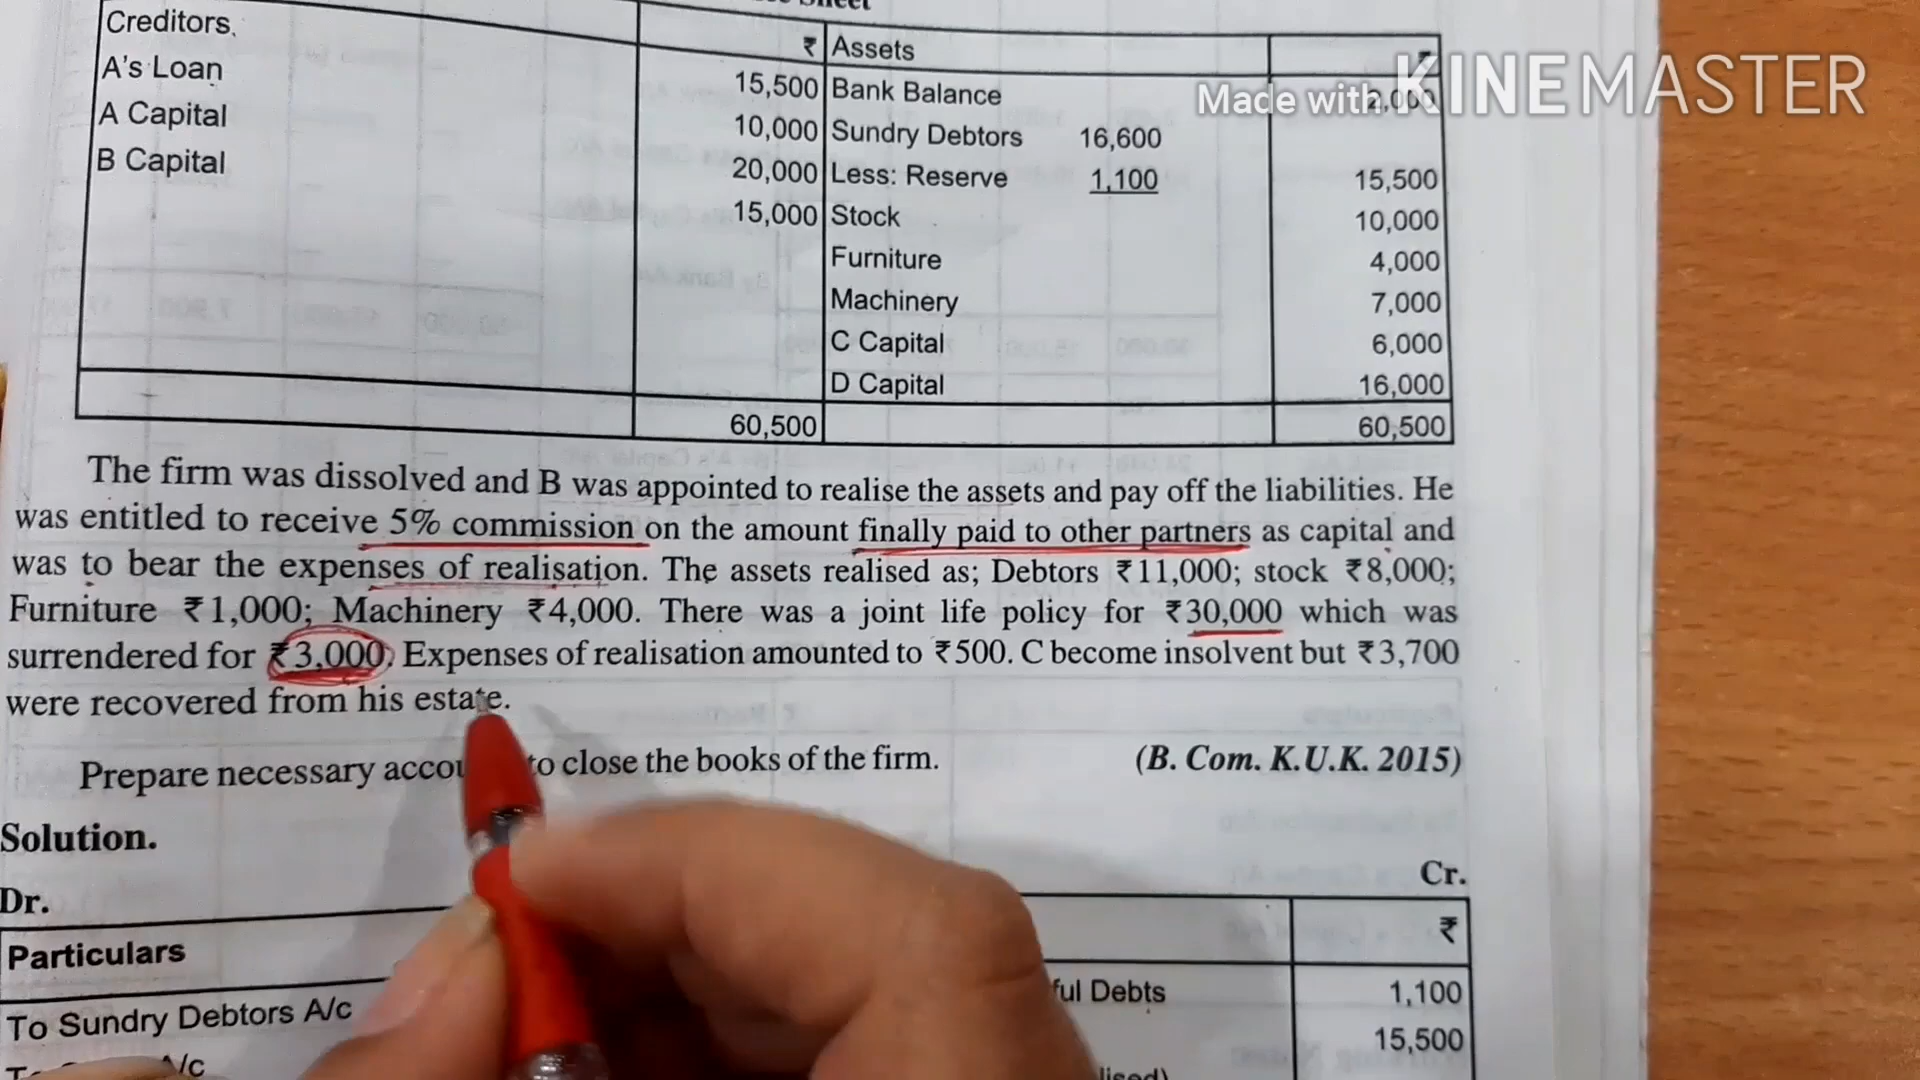 Sheet
Creditors
₹ Assets ₹
A's Loan 15,500 Bank Balance 2,000
A Capital 10,000 Sundry Debtors 16,600
B Capital 20,000 Less: Reserve 1,100 15,500
15,000 Stock 10,000
Furniture 4,000
Machinery 7,000
C Capital 6,000
D Capital 16,000
60,500 60,500
Made with KINEMASTER
The firm was dissolved and B was appointed to realise the assets and pay off the liabilities. He
was entitled to receive 5% commission on the amount finally paid to other partners as capital and
was to bear the expenses of realisation. The assets realised as; Debtors ₹11,000; stock ₹8,000;
Furniture ₹1,000; Machinery ₹4,000. There was a joint life policy for ₹30,000 which was
surrendered for ₹3,000. Expenses of realisation amounted to ₹500. C become insolvent but ₹3,700
were recovered from his estate.
Prepare necessary to close the books of the firm. (B. Com. K.U.K. 2015)
Solution.
Dr. Cr.
Particulars ₹
To Sundry Debtors A/c Debts 1,100
A/c 15,500